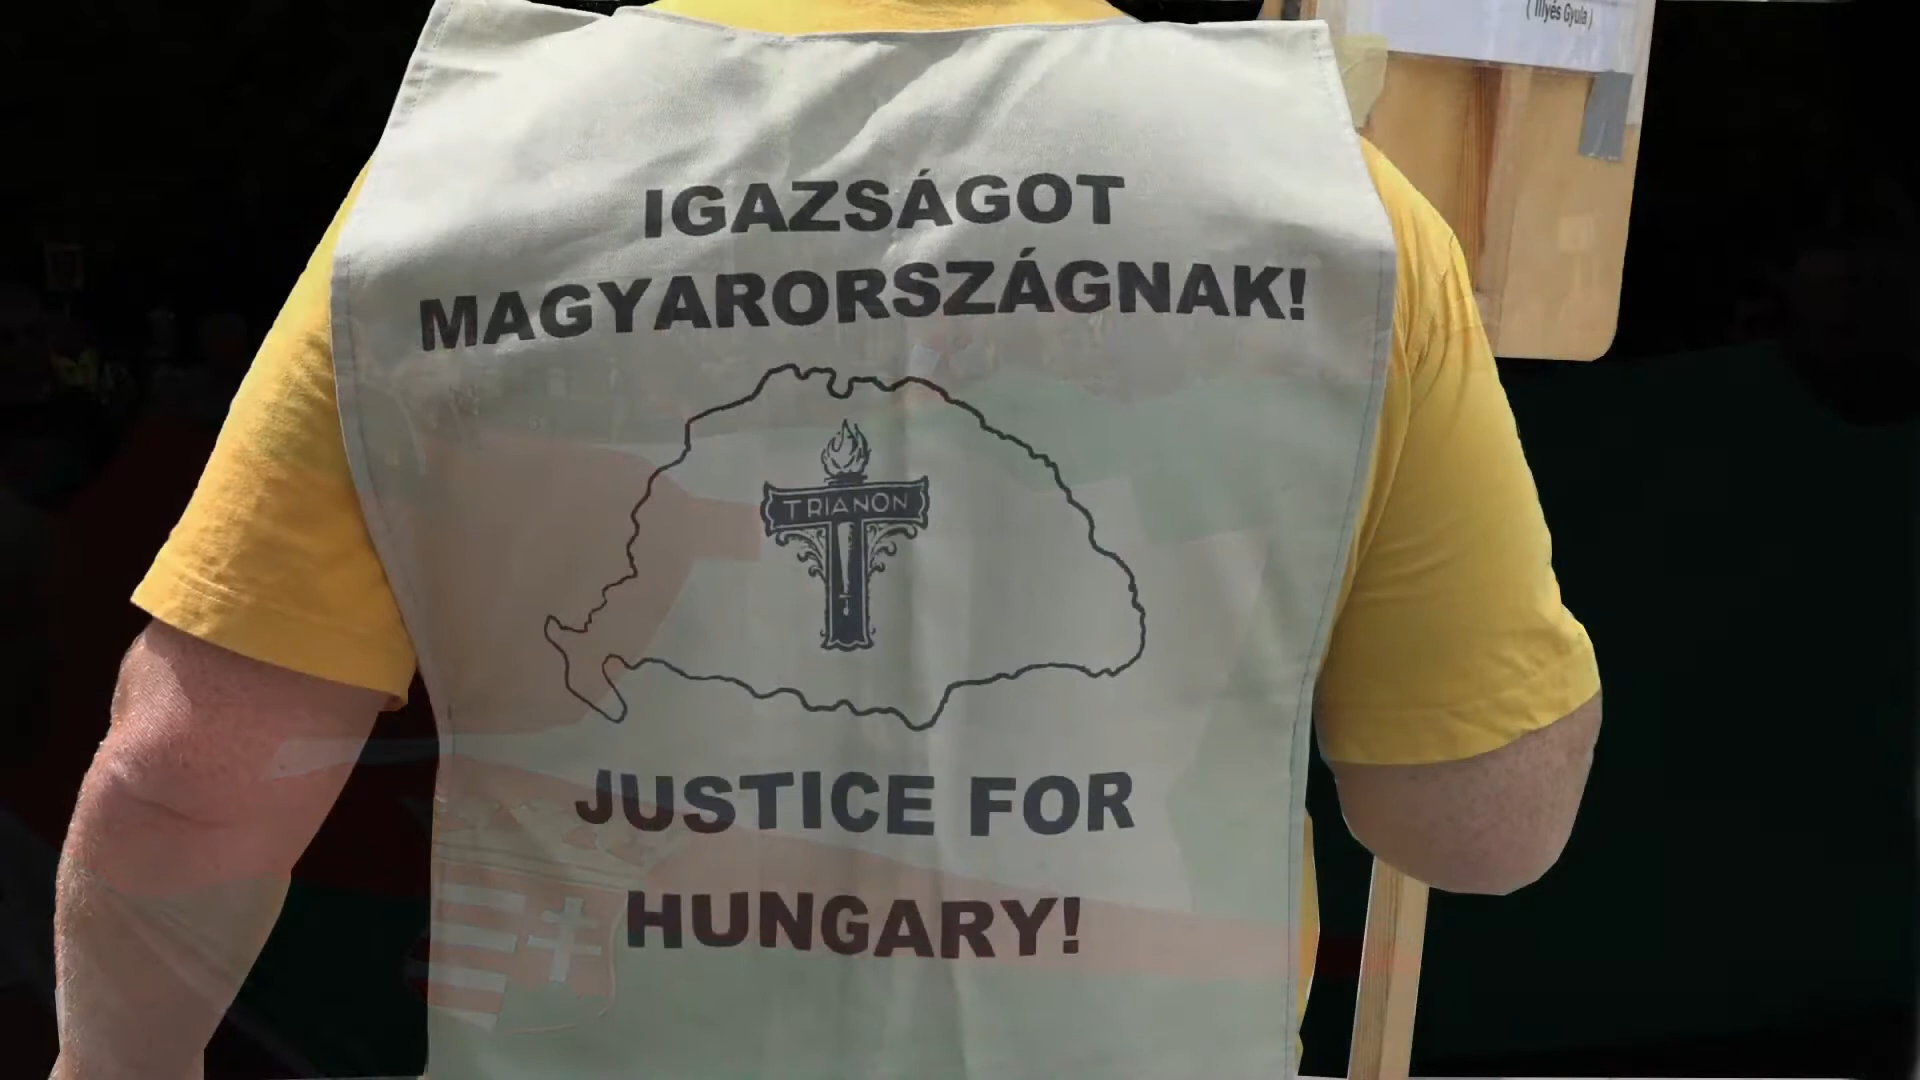 ( Illyés Gyula )
IGAZSÁGOT
MAGYARORSZÁGNAK!
TRIANON
JUSTICE FOR
HUNGARY!